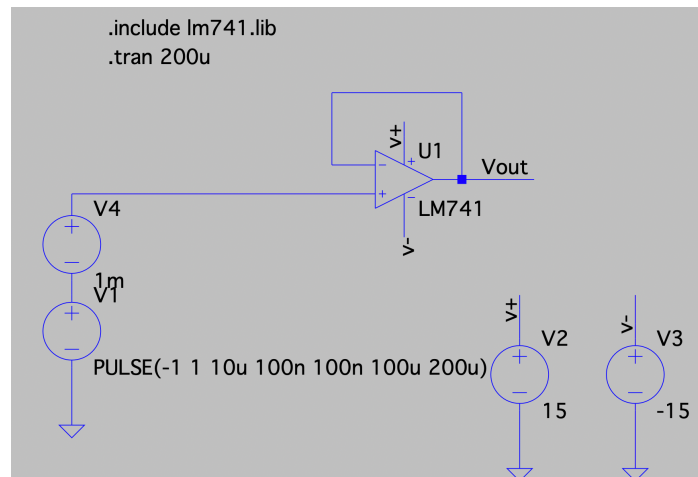 .include lm741.lib
.tran 200u
v+
U1
Vout
LM741
v-
V4
1m
V1
PULSE(-1 1 10u 100n 100n 100u 200u)
v+
V2
15
v-
V3
-15